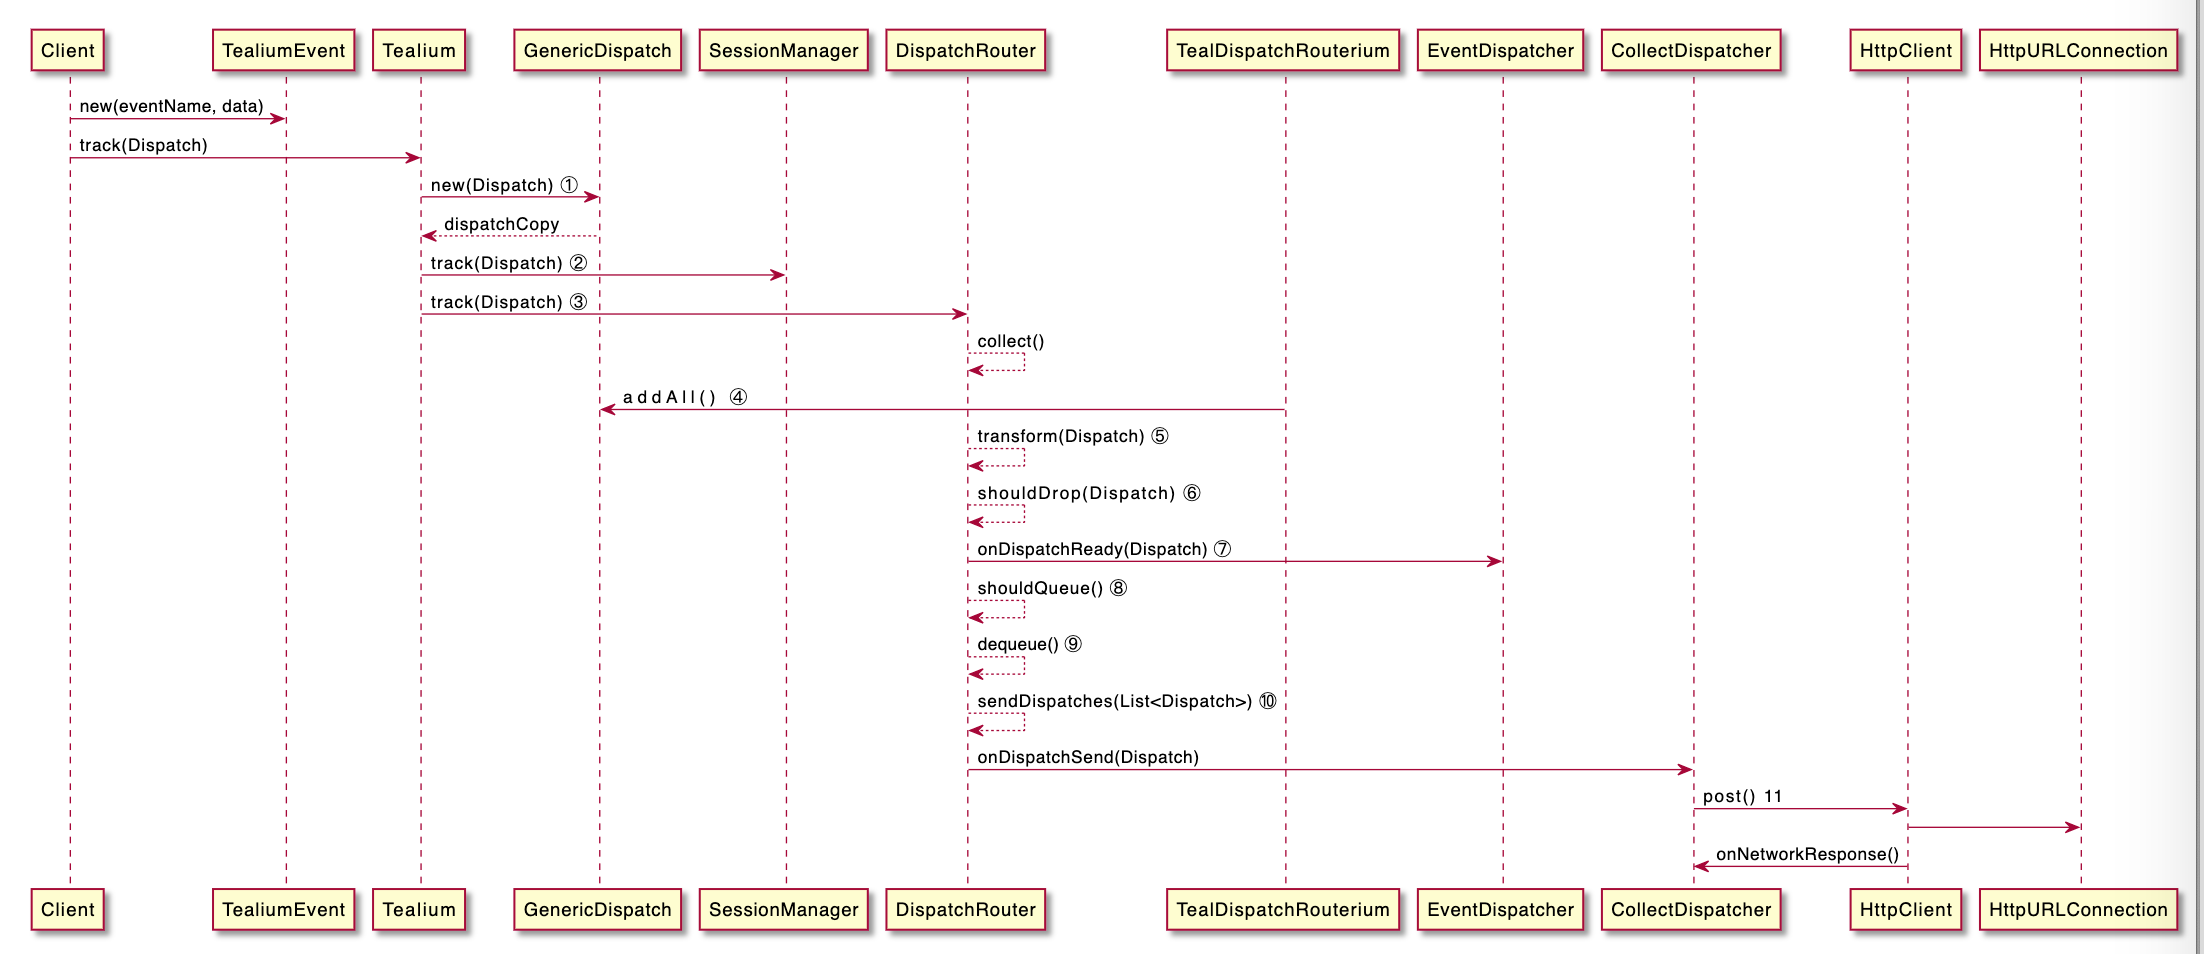 Client TealiumEvent Tealium GenericDispatch SessionManager DispatchRouter TealDispatchRouterium EventDispatcher CollectDispatcher HttpClient HttpURLConnection
new(eventName, data)
track(Dispatch)
new(Dispatch) ①
dispatchCopy
track(Dispatch) ②
track(Dispatch) ③
collect()
addAll() ④
transform(Dispatch) ⑤
shouldDrop(Dispatch) ⑥
onDispatchReady(Dispatch) ⑦
shouldQueue() ⑧
dequeue() ⑨
sendDispatches(List<Dispatch>) ⑩
onDispatchSend(Dispatch)
post() 11
onNetworkResponse()
Client TealiumEvent Tealium GenericDispatch SessionManager DispatchRouter TealDispatchRouterium EventDispatcher CollectDispatcher HttpClient HttpURLConnection